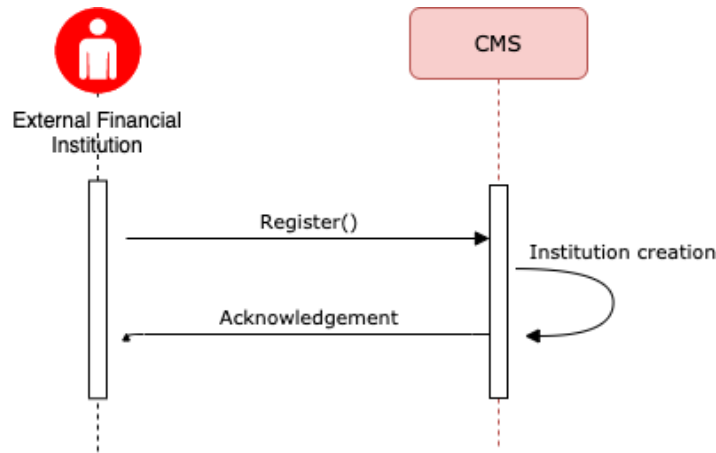 CMS
External Financial
Institution
Register()
Institution creation
Acknowledgement